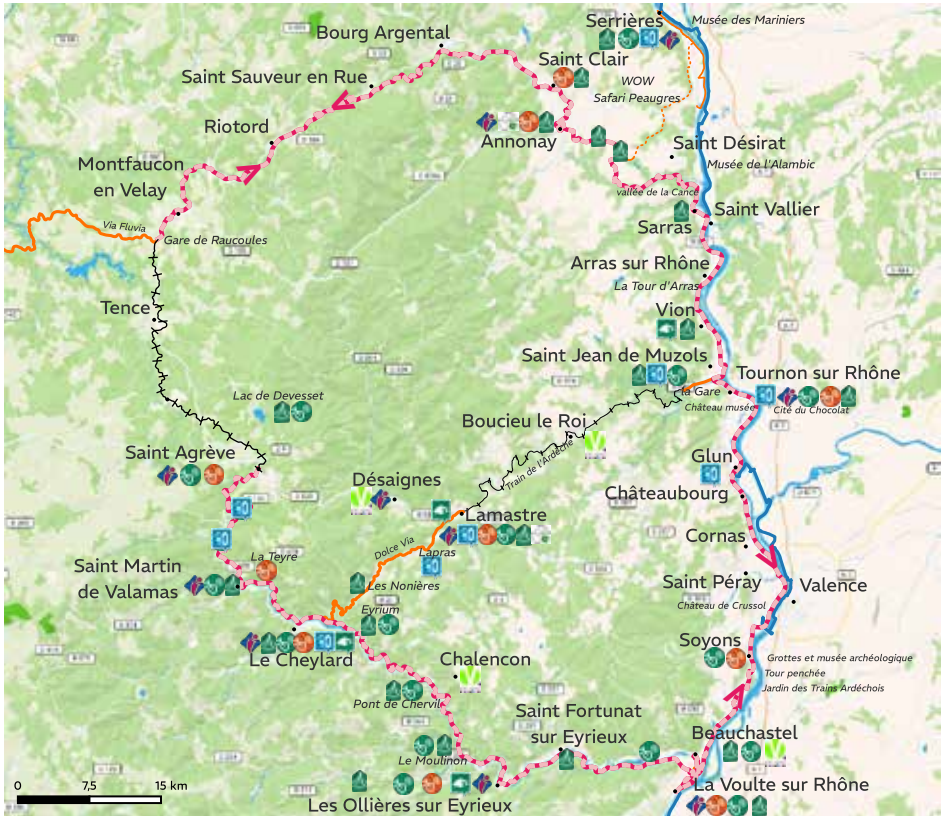 Serrières
Musée des Mariniers
Bourg Argental
Saint Clair
Saint Sauveur en Rue
WOW
Safari Peaugres
Riotord
Annonay
Saint Désirat
Musée de l'Alambic
Montfaucon
en Velay
vallée de la Cance
Saint Vallier
Sarras
Via Fluvia
Gare de Raucoules
Arras sur Rhône
La Tour d'Arras
Tence
Vion
Saint Jean de Muzols
Tournon sur Rhône
la Gare
Château musée
Cité du Chocolat
Lac de Devesset
Boucieu le Roi
Train de l'Ardèche
Saint Agrève
Glun
Désaignes
Châteaubourg
Lamastre
Cornas
Dolce Via
Lapras
La Teyre
Saint Martin
de Valamas
Les Nonières
Saint Péray
Valence
Château de Crussol
Eyrium
Soyons
Le Cheylard
Chalencon
Grottes et musée archéologique
Tour penchée
Jardin des Trains Ardéchois
Pont de Chervil
Saint Fortunat
sur Eyrieux
Beauchastel
Le Moulinon
La Voulte sur Rhône
Les Ollières sur Eyrieux
0 7,5 15 km